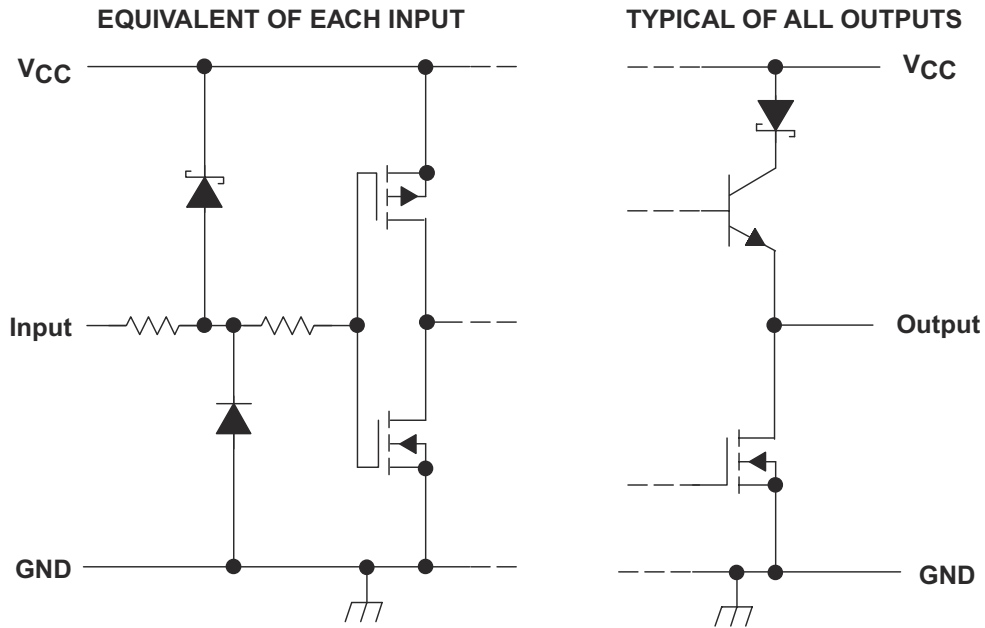 EQUIVALENT OF EACH INPUT
VCC
Input
GND
TYPICAL OF ALL OUTPUTS
VCC
Output
GND